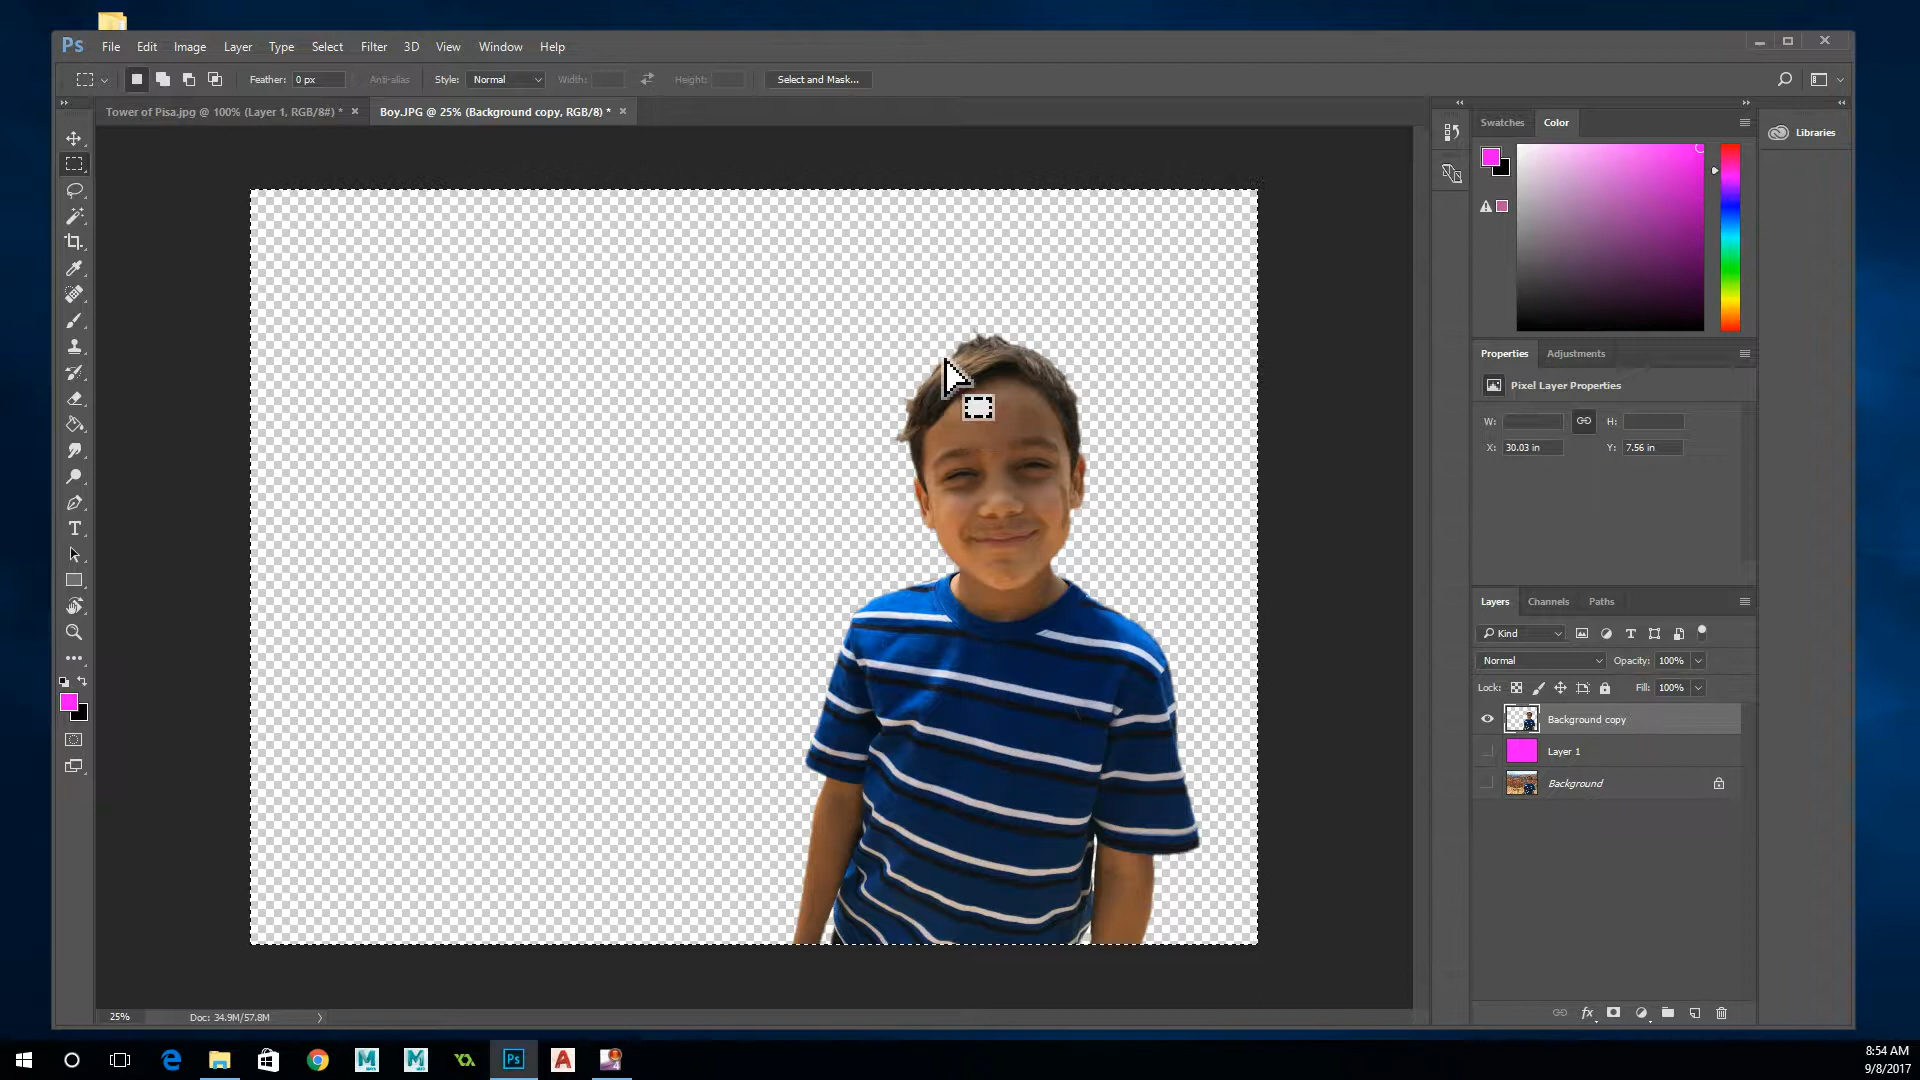 Ps File Edit Image Layer Type Select Filter 3D View Window Help
Feather: 0 px Anti-alias Style: Normal Width: Height: Select and Mask...
Tower of Pisa.jpg @ 100% (Layer 1, RGB/8#) * Boy.JPG @ 25% (Background copy, RGB/8) *
Swatches Color
Libraries
Properties Adjustments
Pixel Layer Properties
W: H:
X: 30.03 in Y: 7.56 in
Layers Channels Paths
Kind
Normal Opacity: 100%
Lock: Fill: 100%
Background copy
Layer 1
Background
fx
25% Doc: 34.9M/57.8M
Ps
8:54 AM
9/8/2017